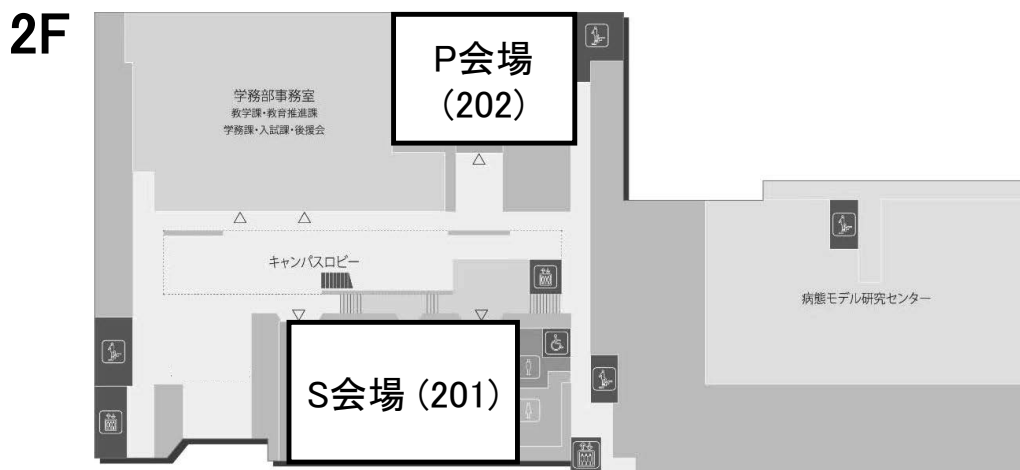 2F
P会場
(202)
学務部事務室
教学課・教育推進課
学務課・入試課・後援会
キャンパスロビー
病態モデル研究センター
S会場 (201)